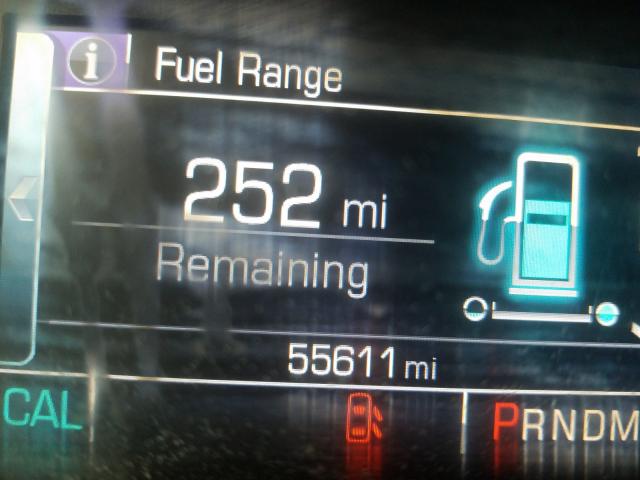 i
Fuel Range
252 mi
Remaining
55611 mi
CAL
PRNDM